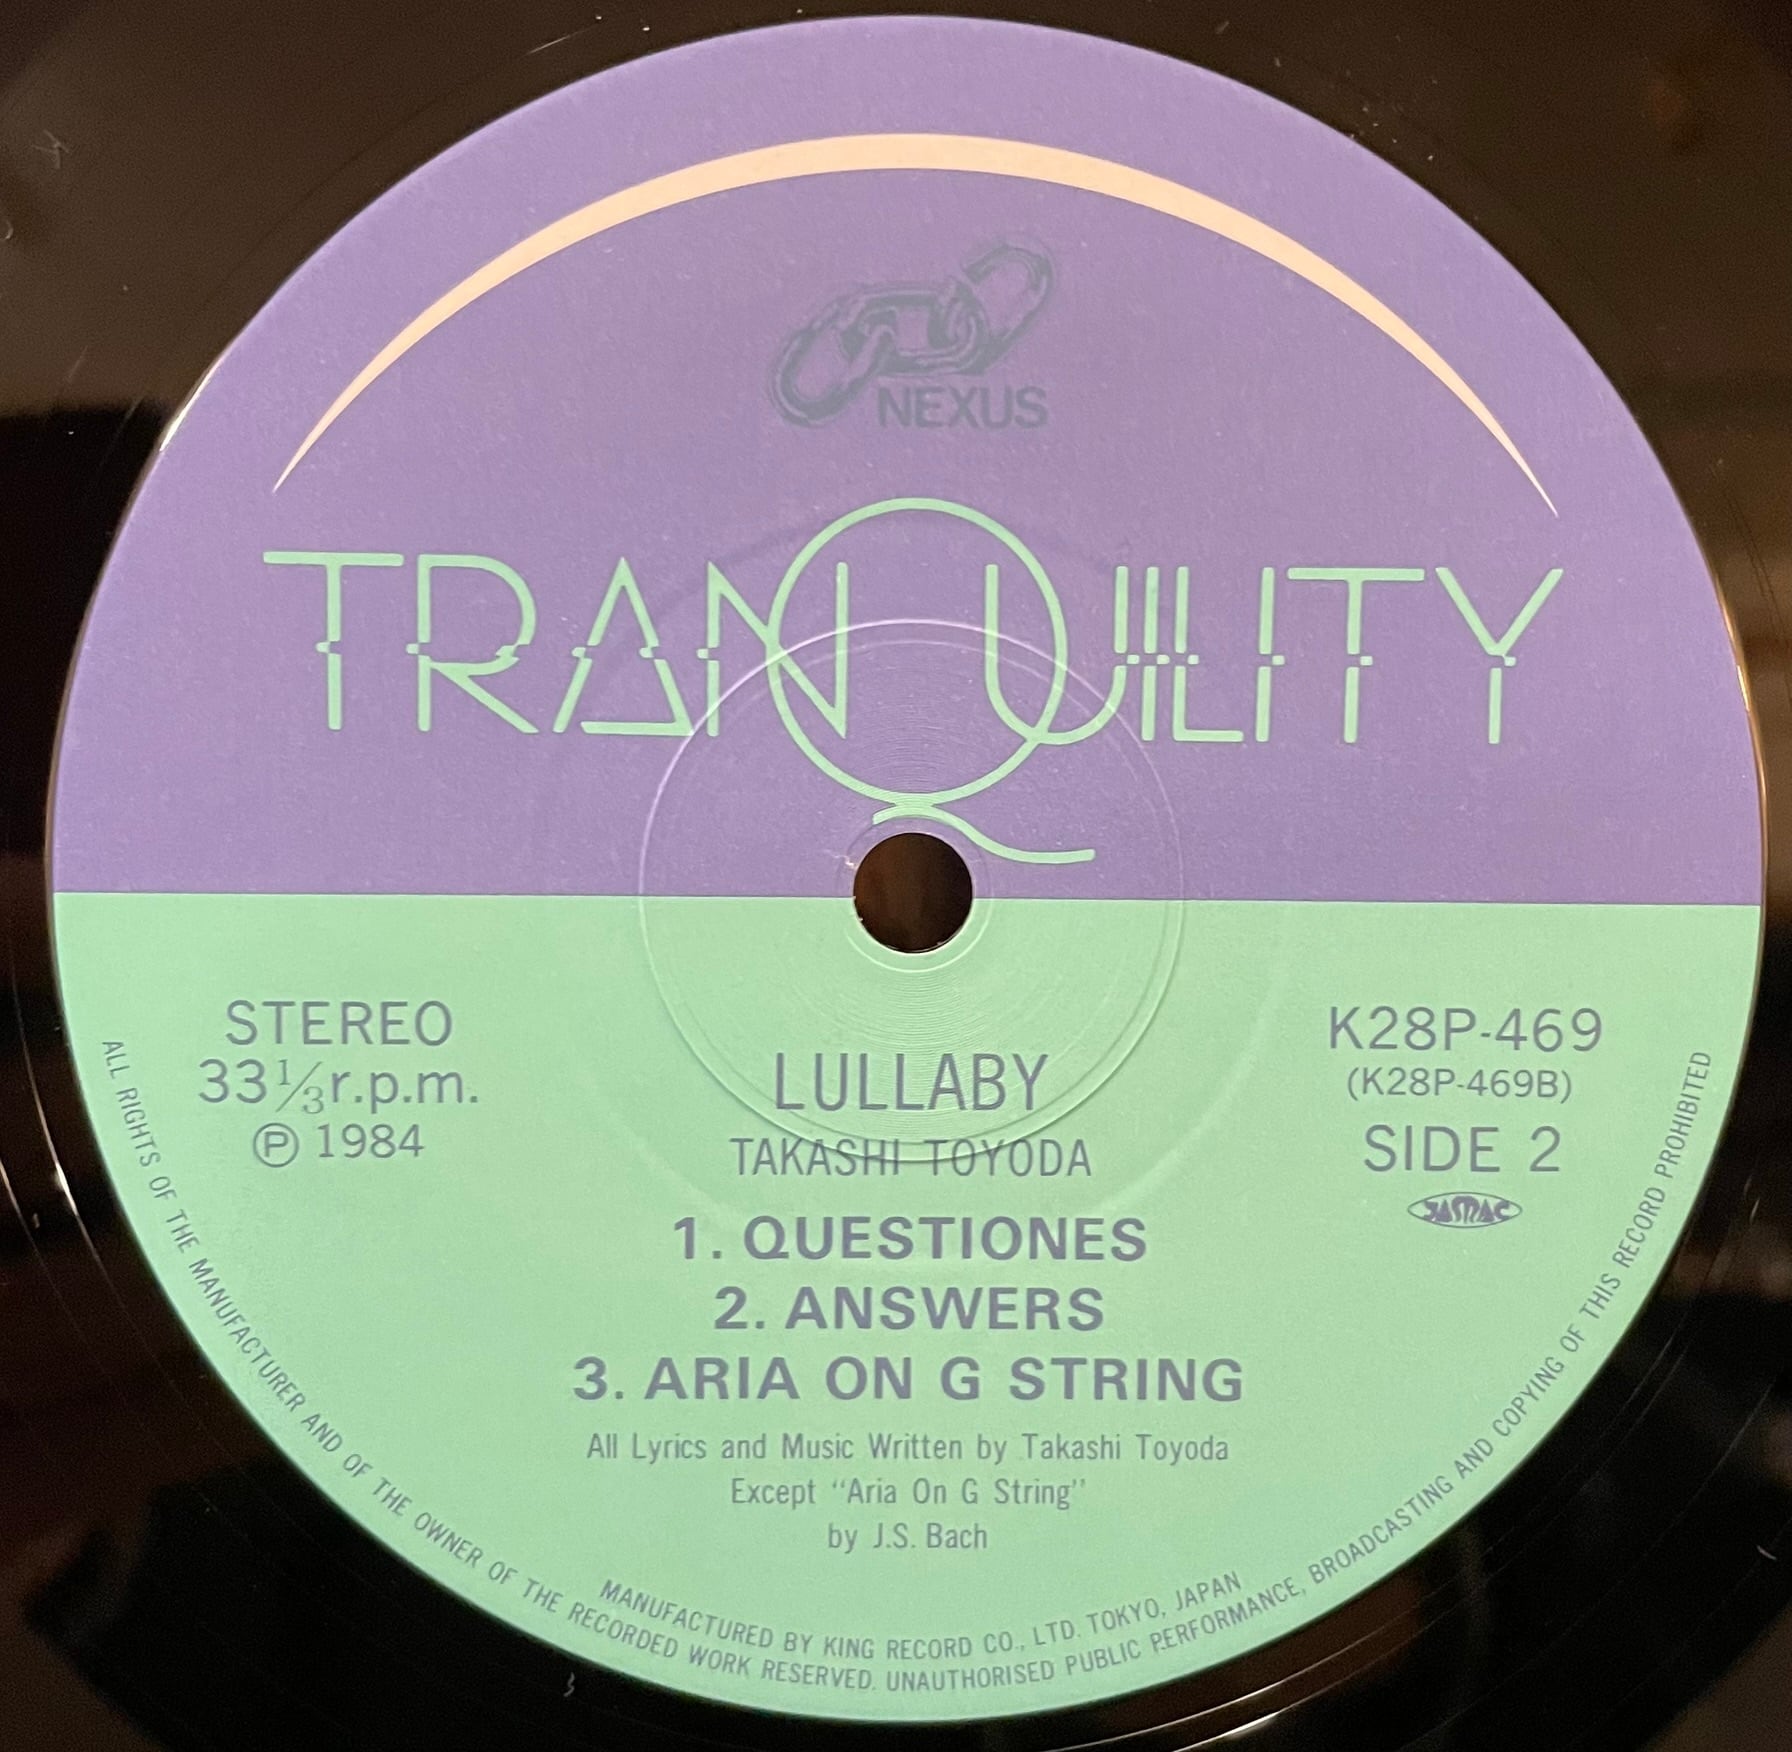 NEXUS
TRANQUILITY
STEREO
33⅓r.p.m.
Ⓟ 1984
LULLABY
TAKASHI TOYODA
K28P-469
(K28P-469B)
SIDE 2
JASRAC
1. QUESTIONES
2. ANSWERS
3. ARIA ON G STRING
All Lyrics and Music Written by Takashi Toyoda
Except “Aria On G String”
by J.S. Bach
MANUFACTURED BY KING RECORD CO., LTD. TOKYO, JAPAN
ALL RIGHTS OF THE MANUFACTURER AND OF THE OWNER OF THE RECORDED WORK RESERVED. UNAUTHORISED PUBLIC PERFORMANCE, BROADCASTING AND COPYING OF THIS RECORD PROHIBITED